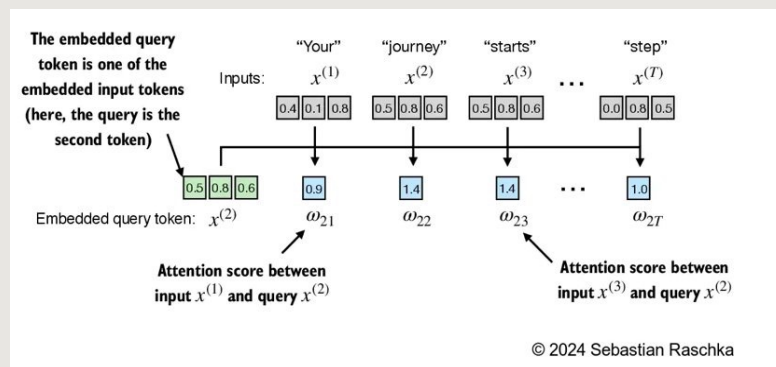 The embedded query
token is one of the
embedded input tokens
(here, the query is the
second token)
“Your” “journey” “starts” “step”
Inputs: x(1) x(2) x(3) ... x(T)
0.4 0.1 0.8 0.5 0.8 0.6 0.5 0.8 0.6 0.0 0.8 0.5
0.5 0.8 0.6 0.9 1.4 1.4 ... 1.0
Embedded query token: x(2) ω21 ω22 ω23 ω2T
Attention score between
input x(1) and query x(2)
Attention score between
input x(3) and query x(2)
© 2024 Sebastian Raschka